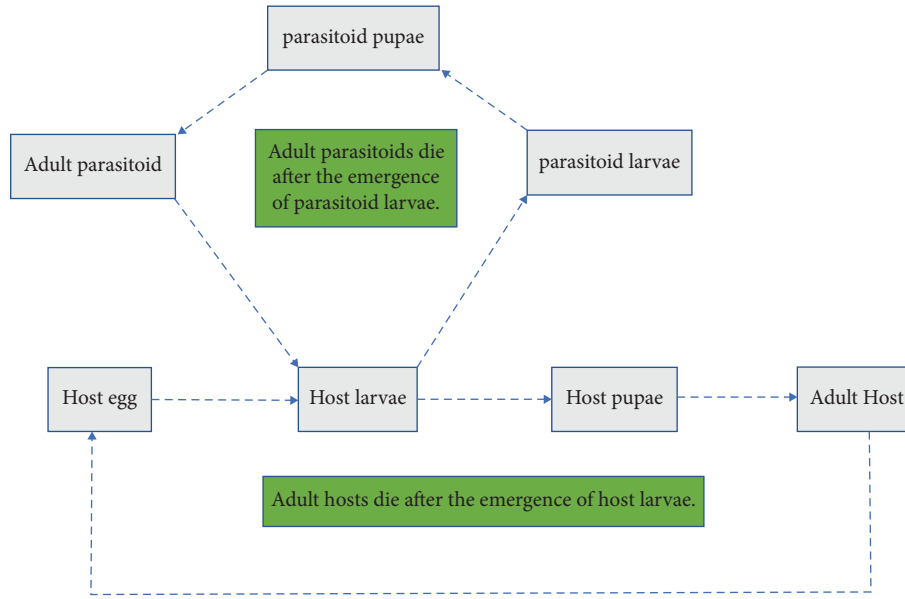 parasitoid pupae
Adult parasitoid
Adult parasitoids die
after the emergence
of parasitoid larvae.
parasitoid larvae
Host egg
Host larvae
Host pupae
Adult Host
Adult hosts die after the emergence of host larvae.